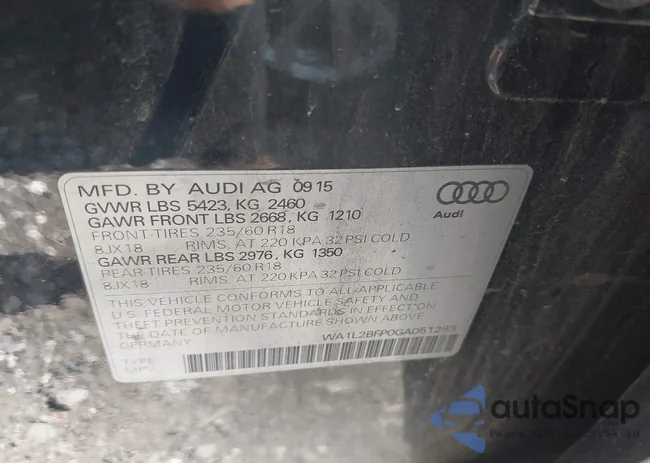 MFD. BY AUDI AG 09 15
GVWR LBS 5423, KG 2460
GAWR FRONT LBS 2668, KG 1210
FRONT-TIRES 235/60 R18
8JX18 RIMS, AT 220 KPA 32 PSI COLD
GAWR REAR LBS 2976, KG 1350
REAR-TIRES 235/60 R18
8JX18 RIMS, AT 220 KPA 32 PSI COLD
THIS VEHICLE CONFORMS TO ALL APPLICABLE
U.S. FEDERAL MOTOR VEHICLE SAFETY AND
THEFT PREVENTION STANDARDS IN EFFECT ON
THE DATE OF MANUFACTURE SHOWN ABOVE
GERMANY WA1L2BFP0GA051293
TYPE
MPV
Audi
autaSnap